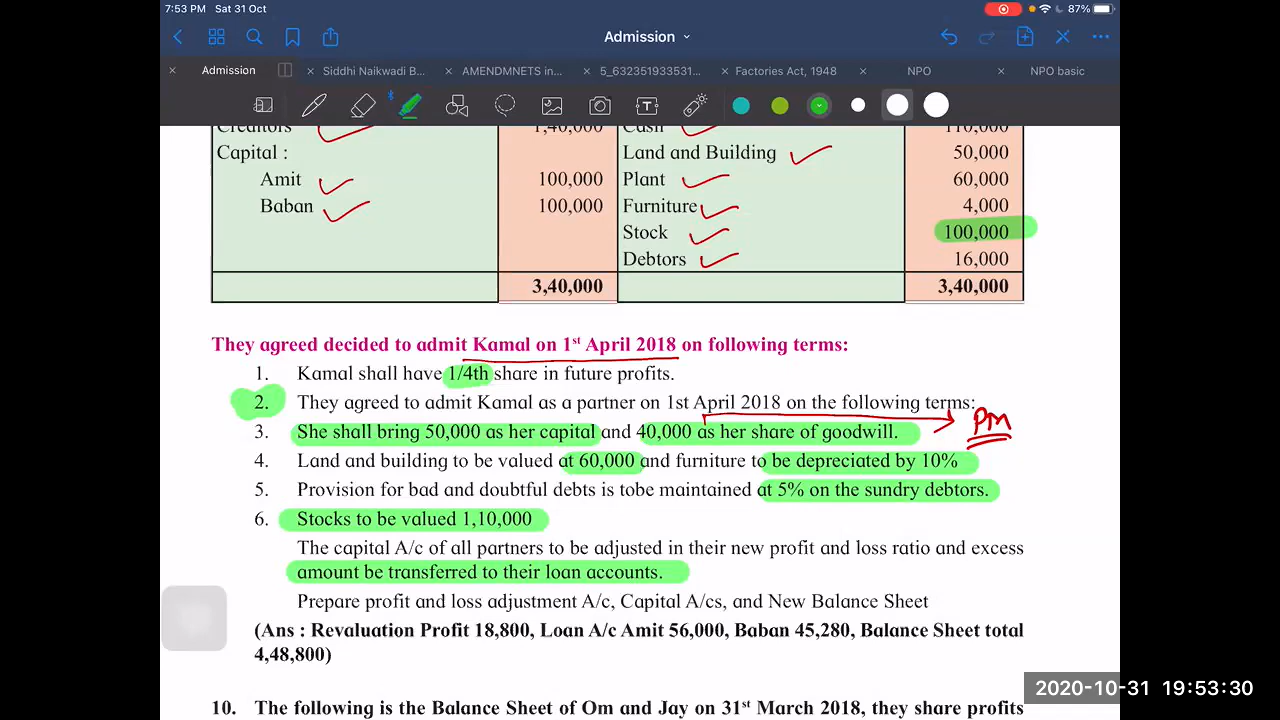 7:53 PM Sat 31 Oct 87%
Admission
Admission Siddhi Naikwadi B... AMENDMNETS in... 5_632351933531... Factories Act, 1948 NPO NPO basic
Creditors 1,40,000 Cash 110,000
Capital : Land and Building 50,000
Amit 100,000 Plant 60,000
Baban 100,000 Furniture 4,000
Stock 100,000
Debtors 16,000
3,40,000 3,40,000
They agreed decided to admit Kamal on 1st April 2018 on following terms:
1. Kamal shall have 1/4th share in future profits.
2. They agreed to admit Kamal as a partner on 1st April 2018 on the following terms:
3. She shall bring 50,000 as her capital and 40,000 as her share of goodwill. Pm
4. Land and building to be valued at 60,000 and furniture to be depreciated by 10%
5. Provision for bad and doubtful debts is tobe maintained at 5% on the sundry debtors.
6. Stocks to be valued 1,10,000
The capital A/c of all partners to be adjusted in their new profit and loss ratio and excess
amount be transferred to their loan accounts.
Prepare profit and loss adjustment A/c, Capital A/cs, and New Balance Sheet
(Ans : Revaluation Profit 18,800, Loan A/c Amit 56,000, Baban 45,280, Balance Sheet total
4,48,800)
10. The following is the Balance Sheet of Om and Jay on 31st March 2018, they share profits
2020-10-31 19:53:30